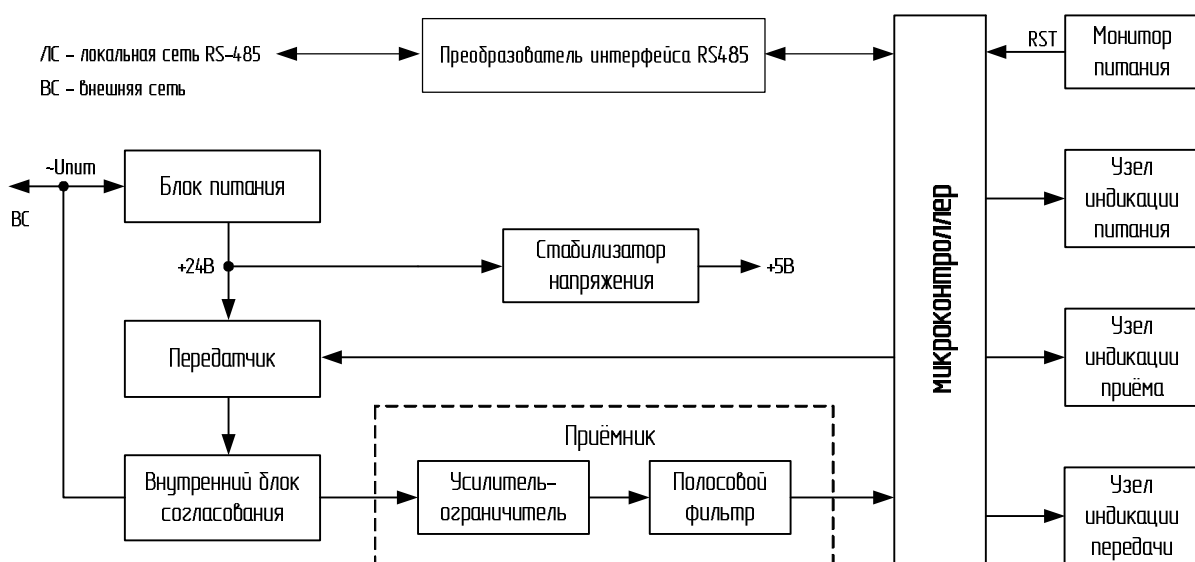 ЛС – локальная сеть RS-485
ВС – внешняя сеть
Преобразователь интерфейса RS485
RST
Монитор
питания
~Uпит
ВС
Блок питания
+24В
Стабилизатор
напряжения
+5В
микроконтроллер
Узел
индикации
питания
Передатчик
Узел
индикации
приёма
Приёмник
Внутренний блок
согласования
Усилитель-
ограничитель
Полосовой
фильтр
Узел
индикации
передачи